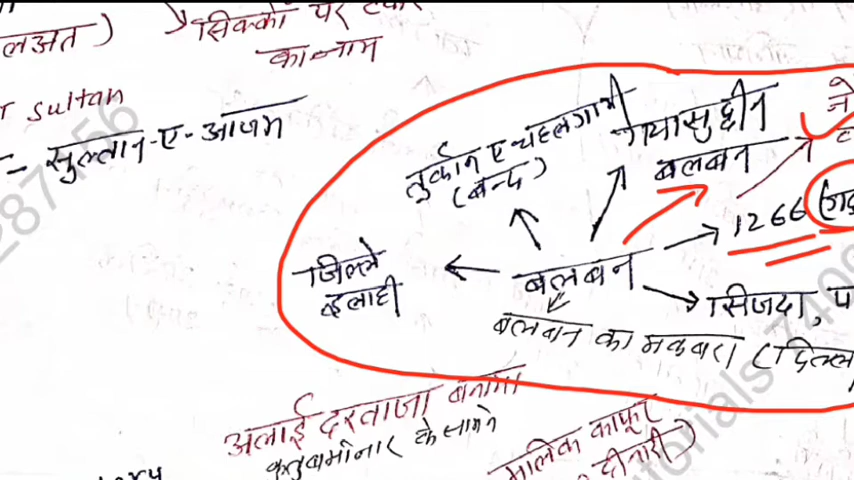 लअत)
सिक्को पर
का नाम
sultan
सुल्तान-ए-आजम
तुर्कान ए चहलगामी
(बन्द)
गयासुद्दीन
बलबन
1266
जिल्ले
इलाही
बलबन
सिजदा, प
बलबन का मकबरा (दिल्ल
अलाई दरवाजा बनाया
कुतुबमीनार के सामने
मलिक काफूर
दीनारी)